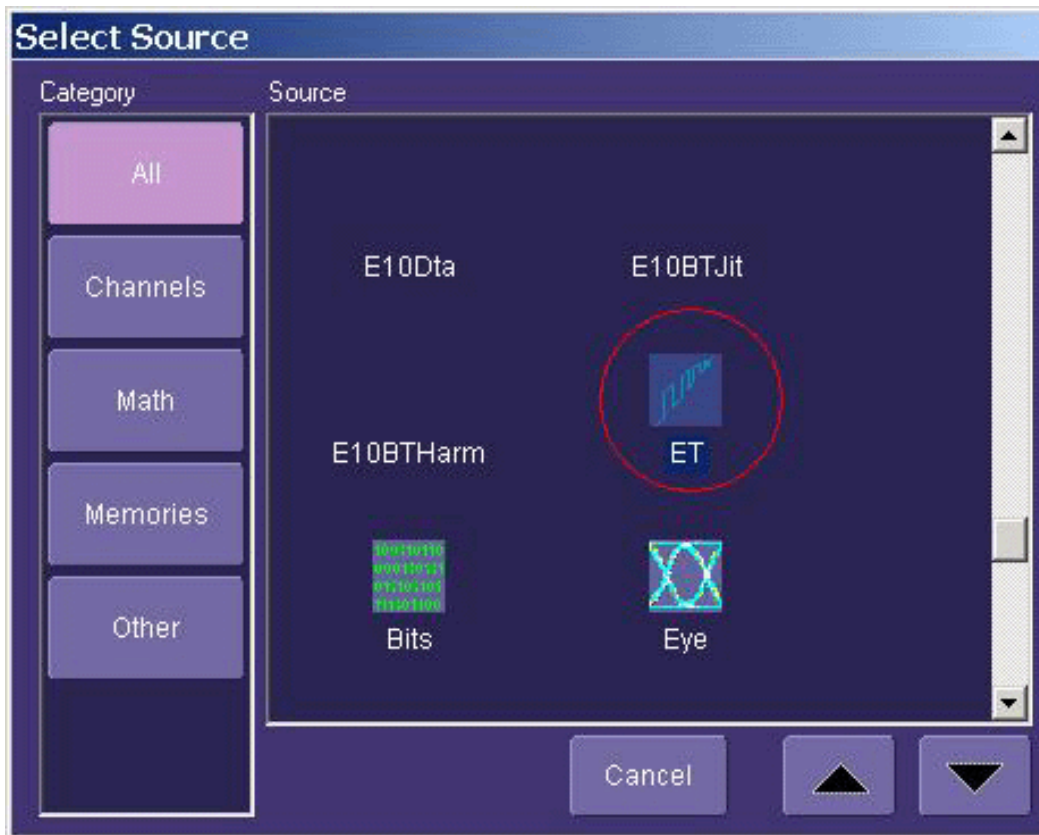 Select Source
Category
Source
All
Channels
Math
Memories
Other
E10Dta
E10BTJit
E10BTHarm
ET
Bits
Eye
Cancel